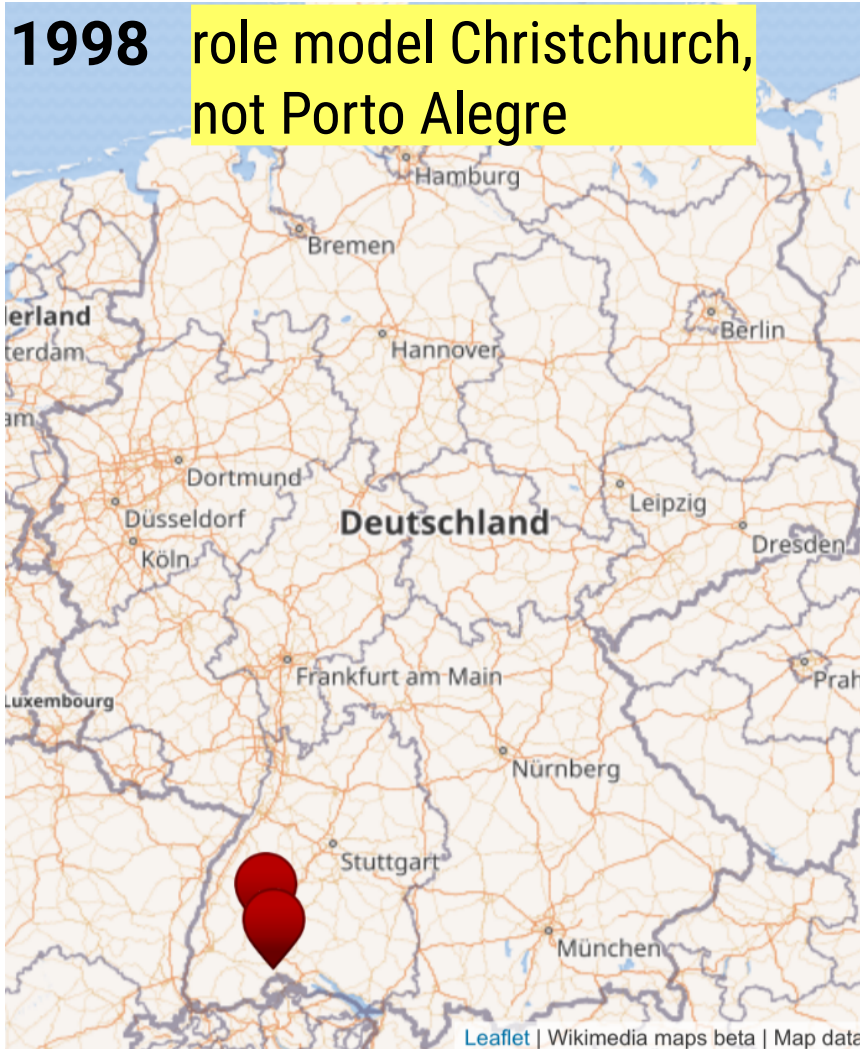 1998 role model Christchurch,
not Porto Alegre
Hamburg
Bremen
erland
Berlin
terdam
Hannover
am
Dortmund
Leipzig
Düsseldorf
Deutschland
Dresden
Köln
Frankfurt am Main
Prah
Luxembourg
Nürnberg
Stuttgart
München
Leaflet | Wikimedia maps beta | Map data